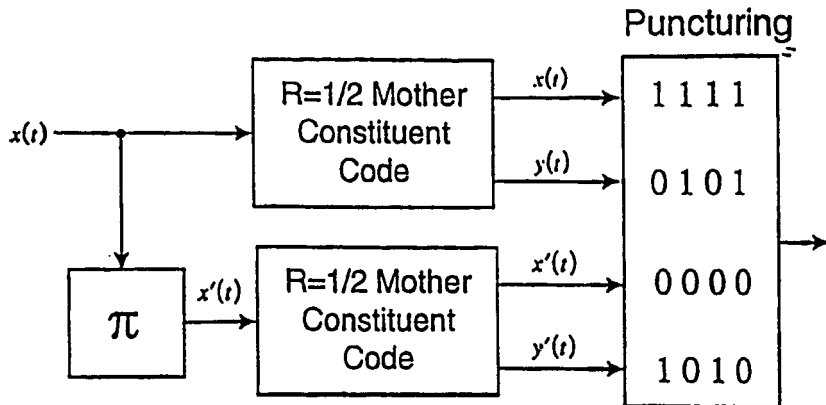 Puncturing
R=1/2 Mother
Constituent
Code
x(t)
x(t)
y(t)
1 1 1 1
0 1 0 1
π
x'(t)
R=1/2 Mother
Constituent
Code
x'(t)
y'(t)
0 0 0 0
1 0 1 0